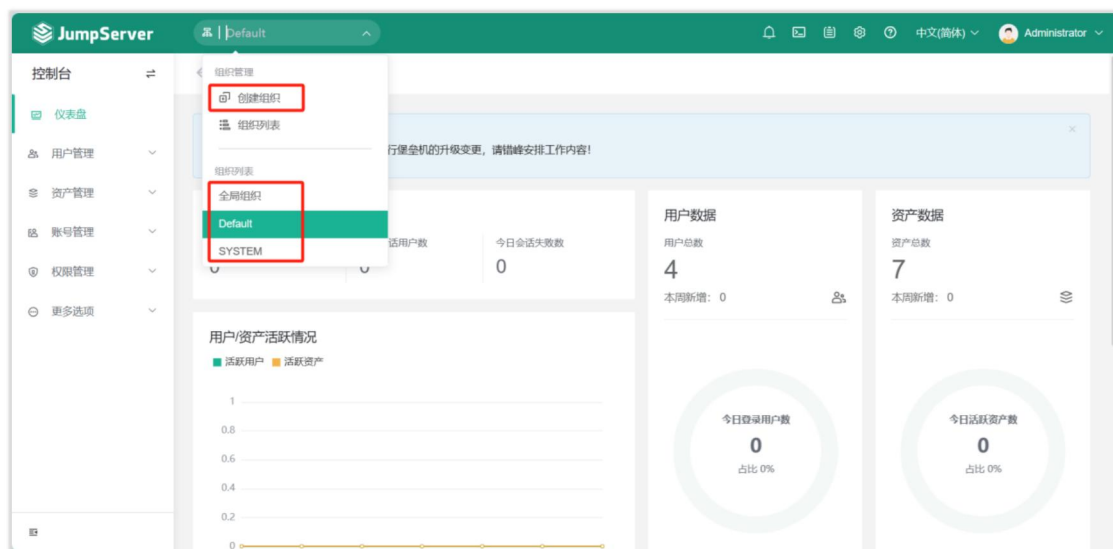 JumpServer
Default
中文(简体)
Administrator
控制台
仪表盘
用户管理
资产管理
账号管理
权限管理
更多选项
组织管理
创建组织
组织列表
组织列表
全局组织
Default
SYSTEM
行堡垒机的升级变更，请错峰安排工作内容!
话用户数
今日会话失败数
0
0
0
用户数据
用户总数
4
本周新增: 0
资产数据
资产总数
7
本周新增: 0
用户/资产活跃情况
活跃用户 活跃资产
1
0.8
0.6
0.4
0.2
0
今日登录用户数
0
占比 0%
今日活跃资产数
0
占比 0%